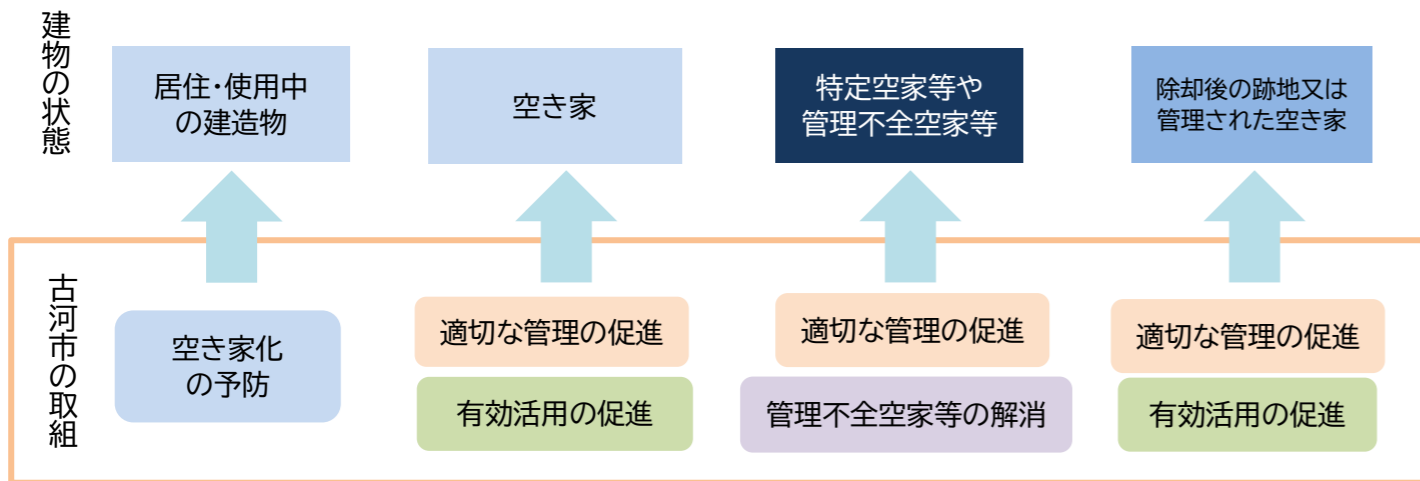 建物の状態
居住･使用中
の建造物
空き家
特定空家等や
管理不全空家等
除却後の跡地又は
管理された空き家
古河市の取組
空き家化
の予防
適切な管理の促進
有効活用の促進
適切な管理の促進
管理不全空家等の解消
適切な管理の促進
有効活用の促進